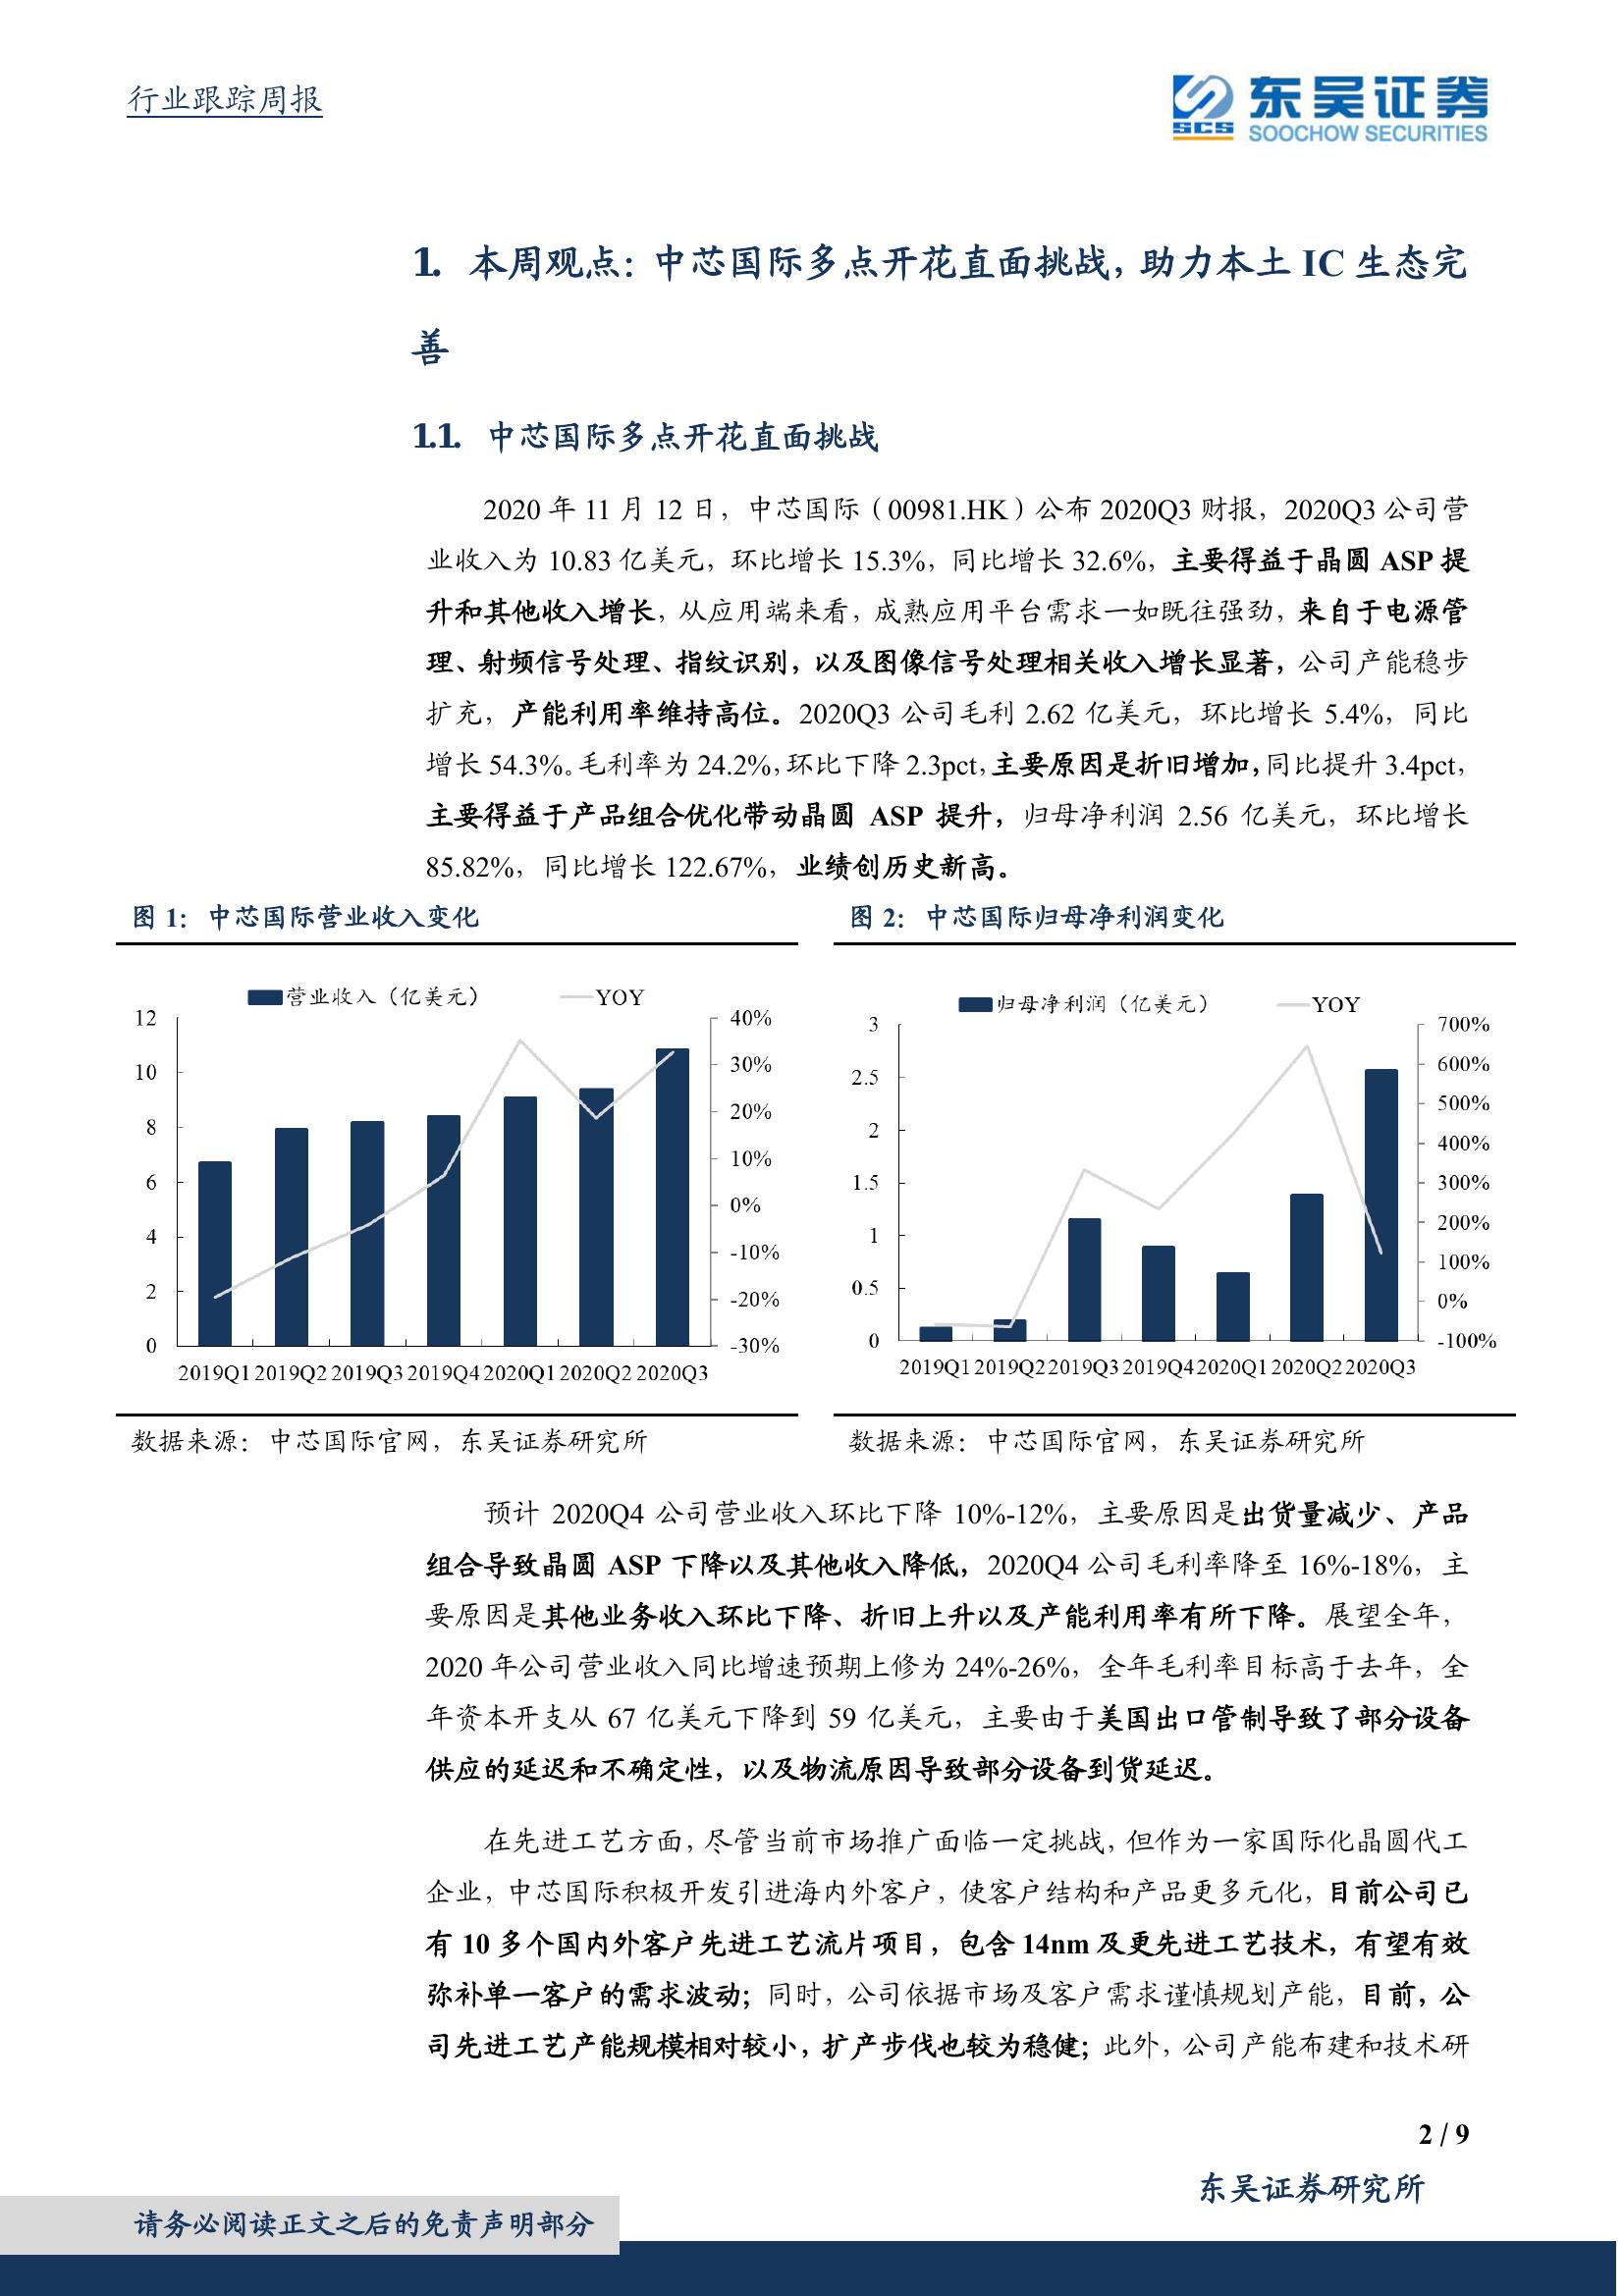 行业跟踪周报
东吴证券
SCS
SOOCHOW SECURITIES
1. 本周观点：中芯国际多点开花直面挑战，助力本土 IC 生态完
善
1.1. 中芯国际多点开花直面挑战
2020 年 11 月 12 日，中芯国际（00981.HK）公布 2020Q3 财报，2020Q3 公司营
业收入为 10.83 亿美元，环比增长 15.3%，同比增长 32.6%，主要得益于晶圆 ASP 提
升和其他收入增长，从应用端来看，成熟应用平台需求一如既往强劲，来自于电源管
理、射频信号处理、指纹识别，以及图像信号处理相关收入增长显著，公司产能稳步
扩充，产能利用率维持高位。2020Q3 公司毛利 2.62 亿美元，环比增长 5.4%，同比
增长 54.3%。毛利率为 24.2%，环比下降 2.3pct，主要原因是折旧增加，同比提升 3.4pct，
主要得益于产品组合优化带动晶圆 ASP 提升，归母净利润 2.56 亿美元，环比增长
85.82%，同比增长 122.67%，业绩创历史新高。
图 1：中芯国际营业收入变化
营业收入（亿美元） YOY
12
10
8
6
4
2
0
40%
30%
20%
10%
0%
-10%
-20%
-30%
2019Q1 2019Q2 2019Q3 2019Q4 2020Q1 2020Q2 2020Q3
数据来源：中芯国际官网，东吴证券研究所
图 2：中芯国际归母净利润变化
归母净利润（亿美元） YOY
3
2.5
2
1.5
1
0.5
0
700%
600%
500%
400%
300%
200%
100%
0%
-100%
2019Q1 2019Q2 2019Q3 2019Q4 2020Q1 2020Q2 2020Q3
数据来源：中芯国际官网，东吴证券研究所
预计 2020Q4 公司营业收入环比下降 10%-12%，主要原因是出货量减少、产品
组合导致晶圆 ASP 下降以及其他收入降低，2020Q4 公司毛利率降至 16%-18%，主
要原因是其他业务收入环比下降、折旧上升以及产能利用率有所下降。展望全年，
2020 年公司营业收入同比增速预期上修为 24%-26%，全年毛利率目标高于去年，全
年资本开支从 67 亿美元下降到 59 亿美元，主要由于美国出口管制导致了部分设备
供应的延迟和不确定性，以及物流原因导致部分设备到货延迟。
在先进工艺方面，尽管当前市场推广面临一定挑战，但作为一家国际化晶圆代工
企业，中芯国际积极开发引进海内外客户，使客户结构和产品更多元化，目前公司已
有 10 多个国内外客户先进工艺流片项目，包含 14nm 及更先进工艺技术，有望有效
弥补单一客户的需求波动；同时，公司依据市场及客户需求谨慎规划产能，目前，公
司先进工艺产能规模相对较小，扩产步伐也较为稳健；此外，公司产能布建和技术研
2 / 9
东吴证券研究所
请务必阅读正文之后的免责声明部分